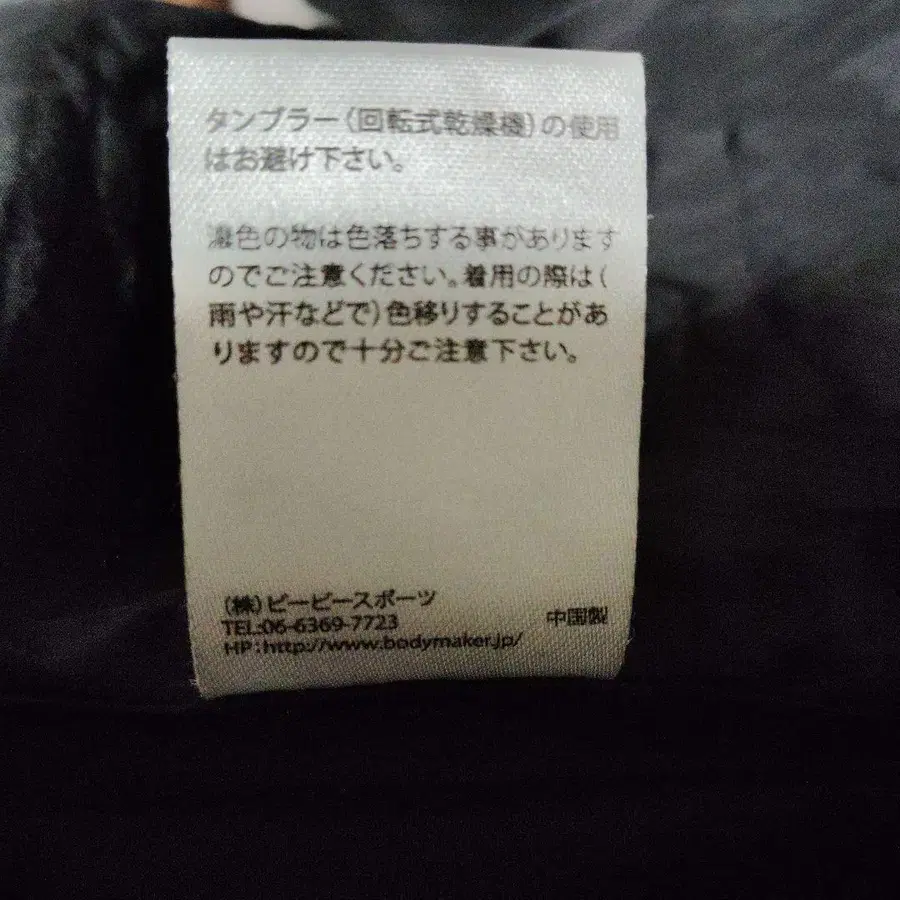 タンブラー(回転式乾燥機)の使用
はお避け下さい。
濃色の物は色落ちする事があります
のでご注意ください。着用の際は(
雨や汗などで)色移りすることがあ
りますので十分ご注意下さい。
(株)ビービースポーツ
TEL:06-6369-7723
HP:http://www.bodymaker.jp/
中国製